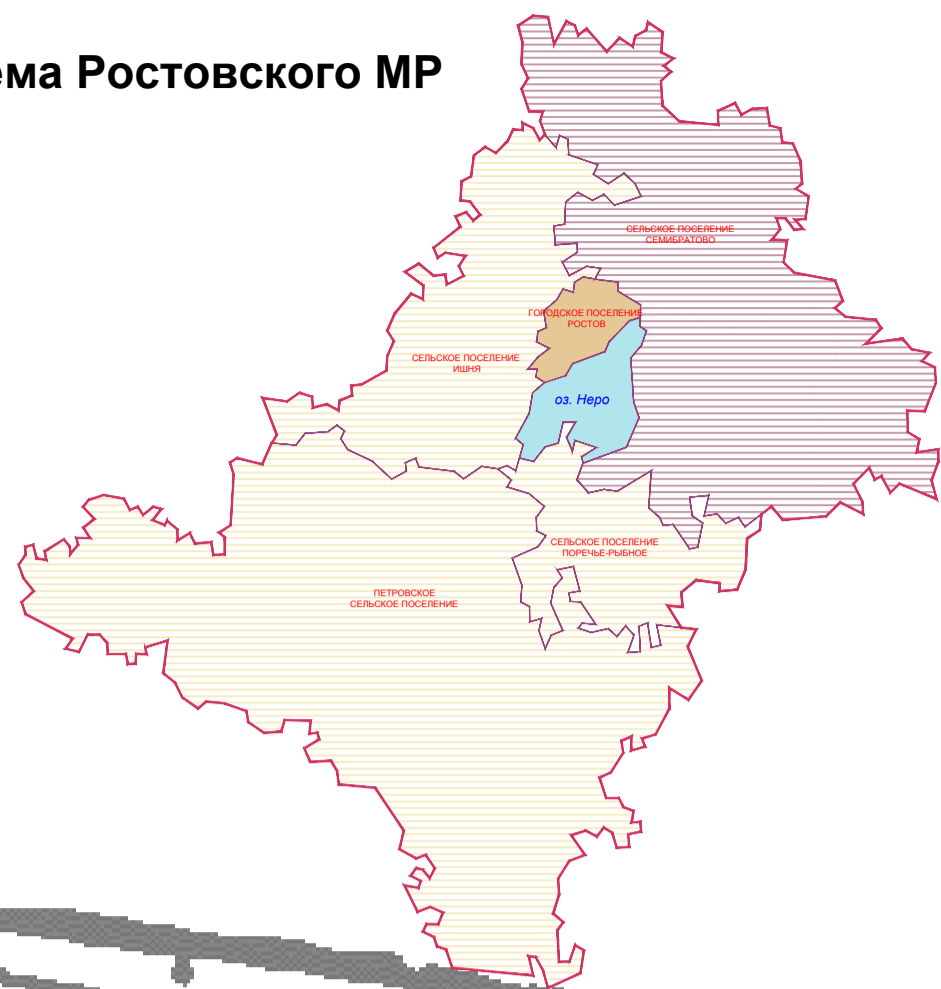 ема Ростовского МР
СЕЛЬСКОЕ ПОСЕЛЕНИЕ
СЕМИБРАТОВО
ГОРОДСКОЕ ПОСЕЛЕНИЕ
РОСТОВ
СЕЛЬСКОЕ ПОСЕЛЕНИЕ
ИШНЯ
оз. Неро
СЕЛЬСКОЕ ПОСЕЛЕНИЕ
ПОРЕЧЬЕ-РЫБНОЕ
ПЕТРОВСКОЕ
СЕЛЬСКОЕ ПОСЕЛЕНИЕ